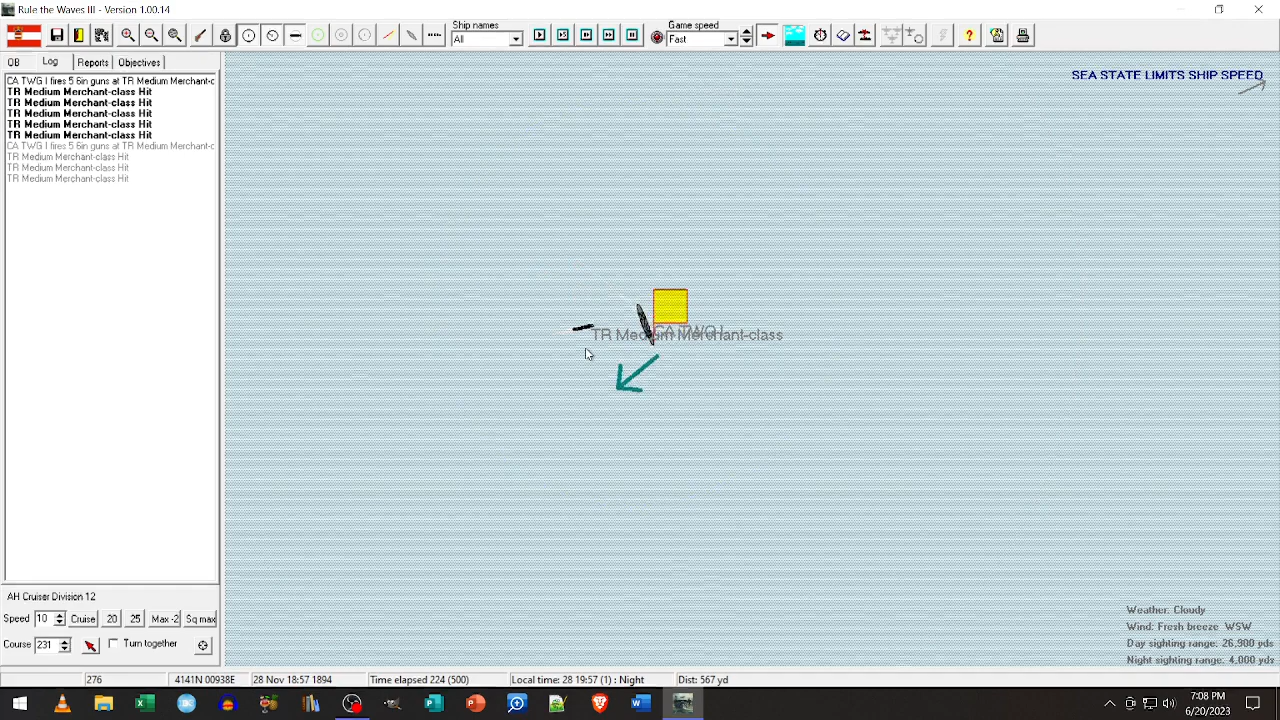 Rule the Waves III - Version 1.00.14
Ship names
All
Game speed
Fast
OB Log Reports Objectives
CA TWG I fires 5 6in guns at TR Medium Merchant-c
TR Medium Merchant-class Hit
TR Medium Merchant-class Hit
TR Medium Merchant-class Hit
TR Medium Merchant-class Hit
TR Medium Merchant-class Hit
CA TWG I fires 5 6in guns at TR Medium Merchant-c
TR Medium Merchant-class Hit
TR Medium Merchant-class Hit
TR Medium Merchant-class Hit
SEA STATE LIMITS SHIP SPEED
CA TWG I
TR Medium Merchant-class
Weather: Cloudy
Wind: Fresh breeze WSW
Day sighting range: 26,900 yds
Night sighting range: 4,000 yds
AH Cruiser Division 12
Speed 10 Cruise 20 25 Max -2 Sq max
Course 231 Turn together
276 4141N 00938E 28 Nov 18:57 1894 Time elapsed 224 (500) Local time: 28 19:57 (1) : Night Dist: 567 yd
7:08 PM
6/20/2023